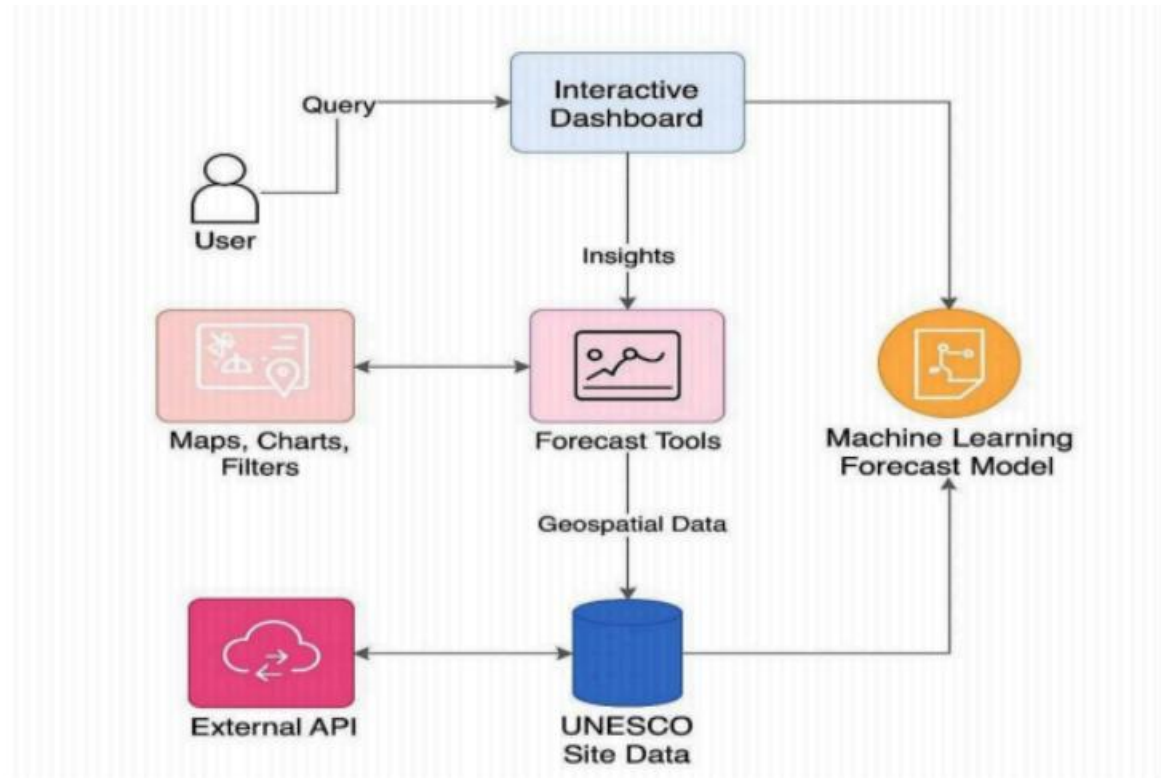 Interactive
Dashboard
Query
User
Insights
Maps, Charts,
Filters
Forecast Tools
Machine Learning
Forecast Model
Geospatial Data
External API
UNESCO
Site Data